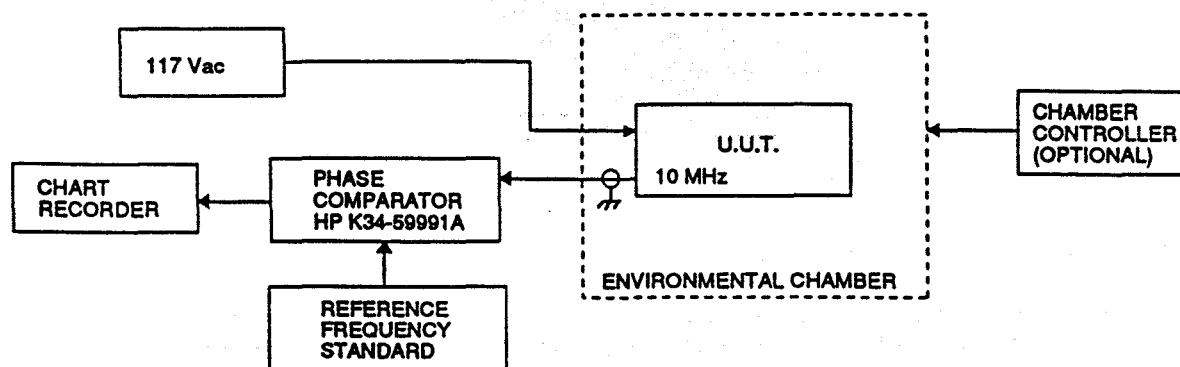 117 Vac
U.U.T.
10 MHz
CHAMBER
CONTROLLER
(OPTIONAL)
CHART
RECORDER
PHASE
COMPARATOR
HP K34-59991A
ENVIRONMENTAL CHAMBER
REFERENCE
FREQUENCY
STANDARD